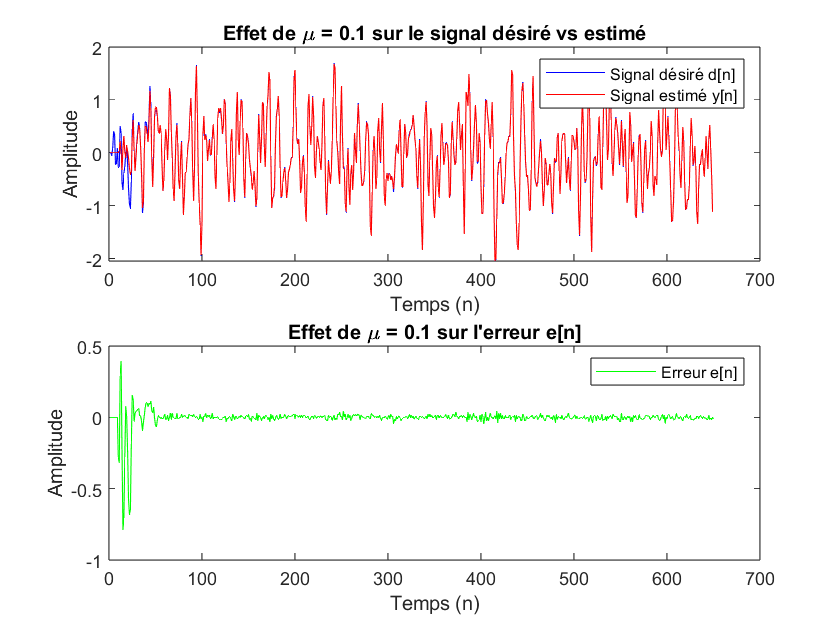 Effet de μ = 0.1 sur le signal désiré vs estimé
2
1
0
-1
-2
Amplitude
Signal désiré d[n]
Signal estimé y[n]
0 100 200 300 400 500 600 700
Temps (n)
Effet de μ = 0.1 sur l'erreur e[n]
0.5
0
-0.5
-1
Amplitude
Erreur e[n]
0 100 200 300 400 500 600 700
Temps (n)